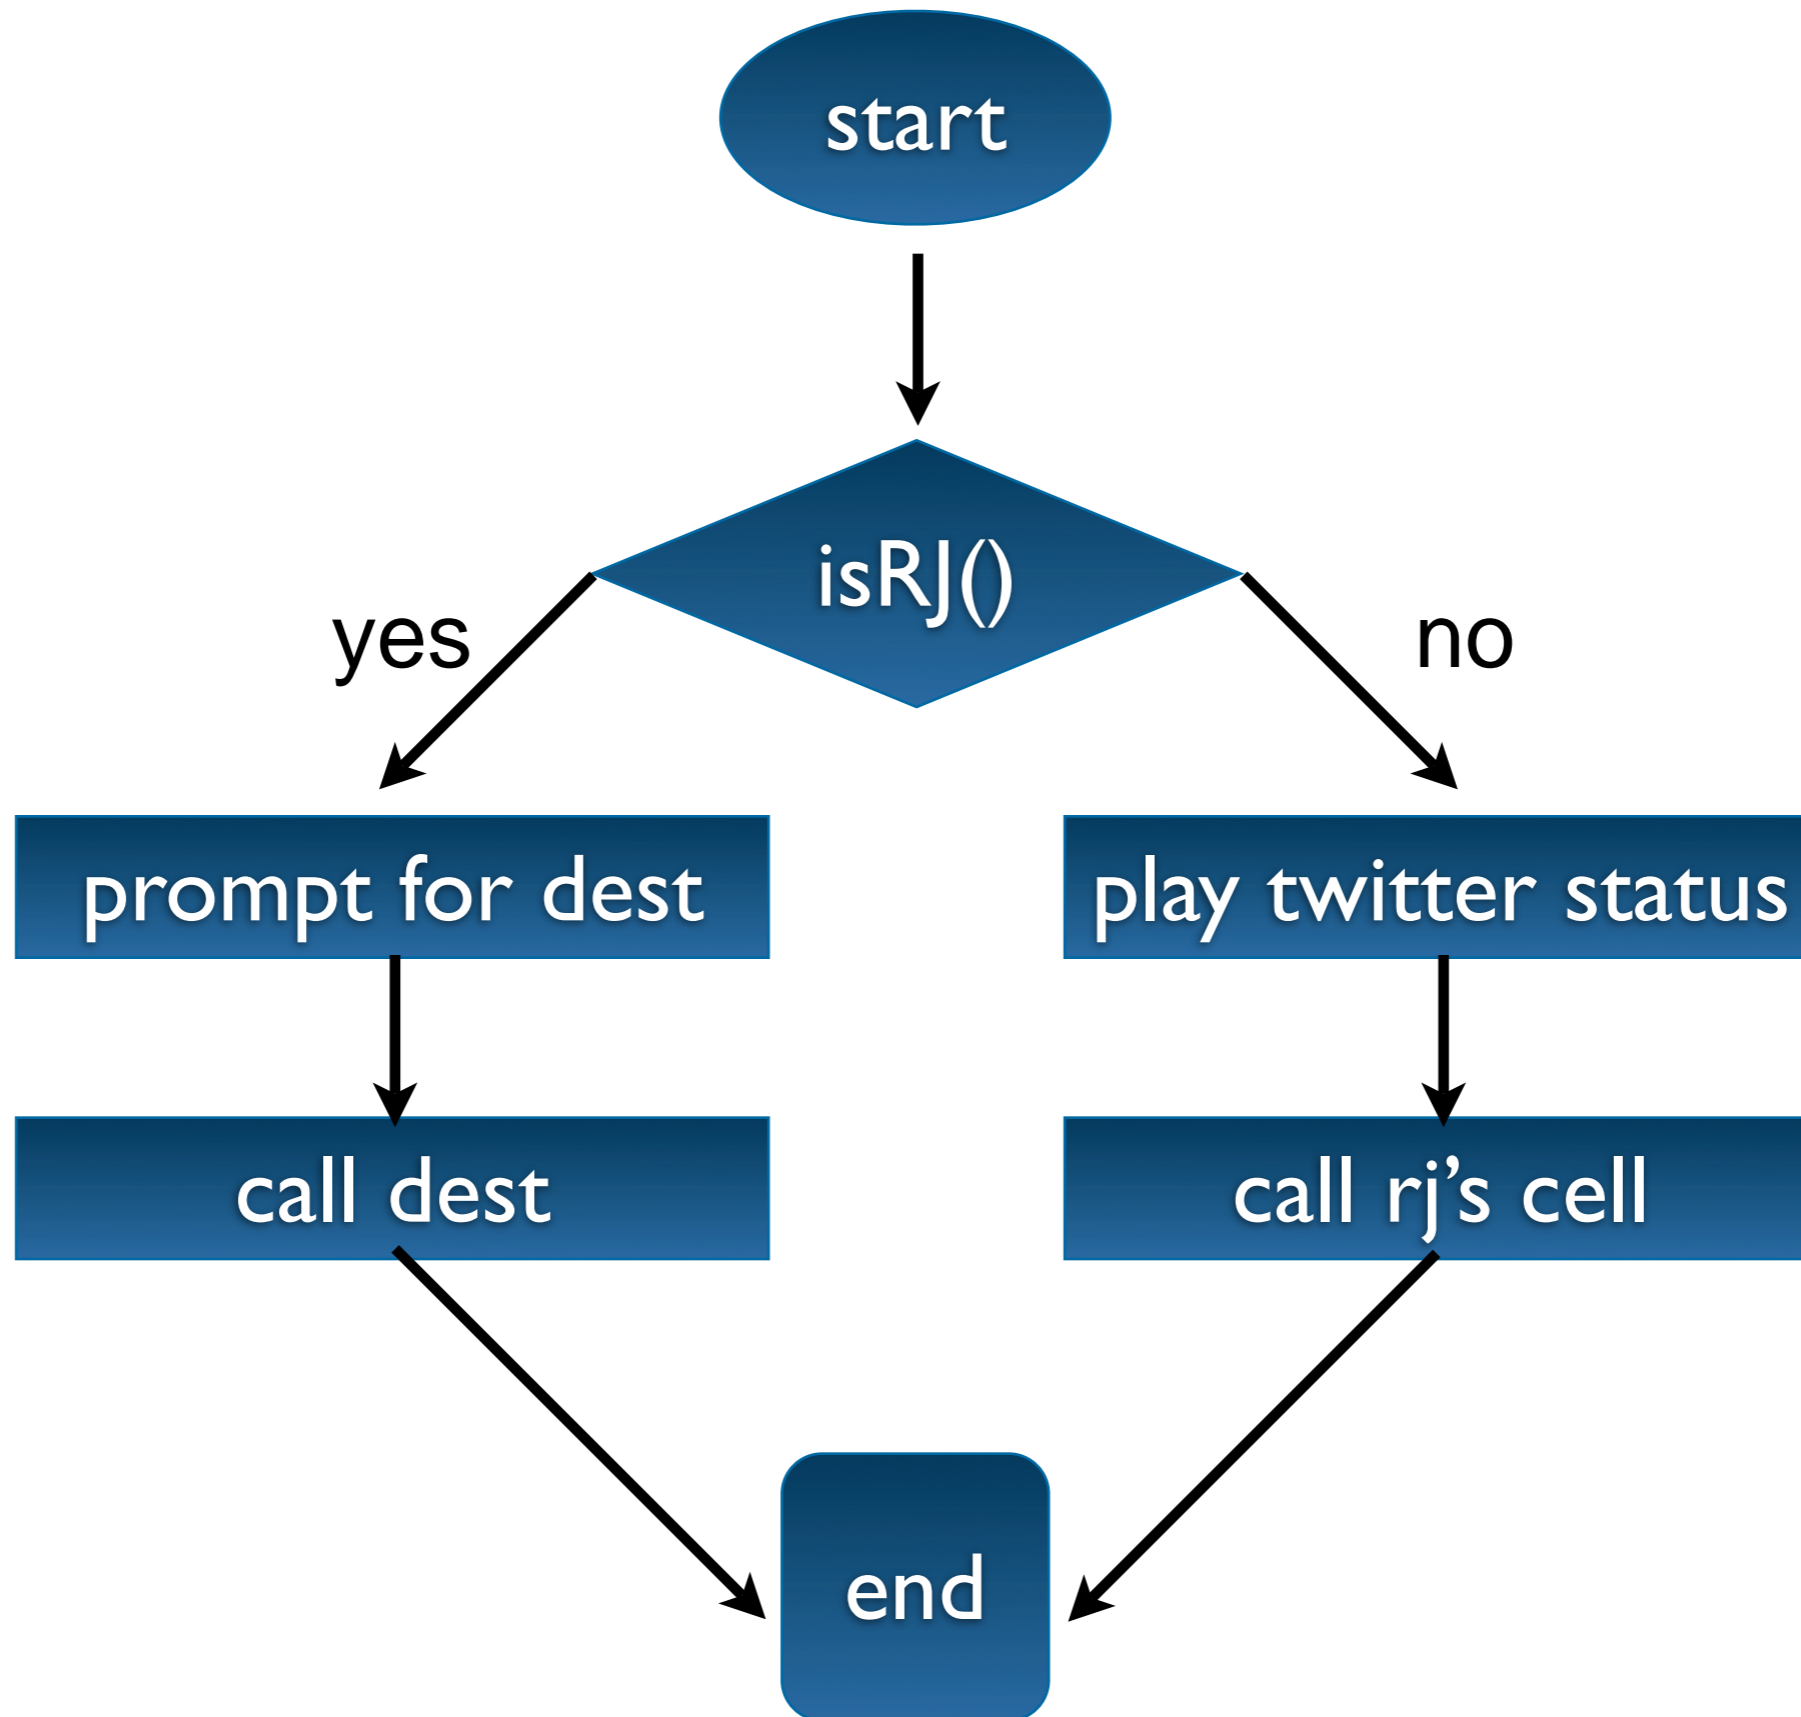 start
isRJ()
yes
no
prompt for dest
play twitter status
call dest
call rj’s cell
end